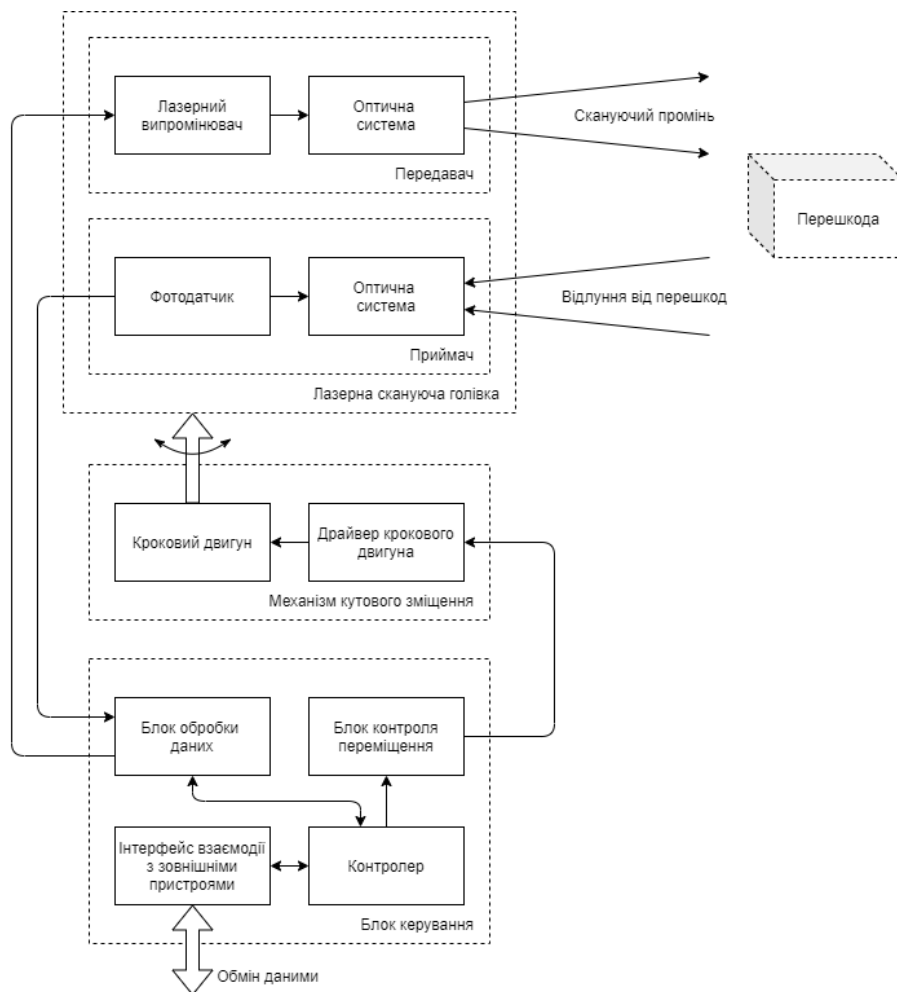 Лазерний
випромінювач
Оптична
система
Скануючий промінь
Передавач
Перешкода
Фотодатчик
Оптична
система
Відлуння від перешкод
Приймач
Лазерна скануюча голівка
Кроковий двигун
Драйвер крокового
двигуна
Механізм кутового зміщення
Блок обробки
даних
Блок контроля
переміщення
Інтерфейс взаємодії
з зовнішніми
пристроями
Контролер
Блок керування
Обмін даними